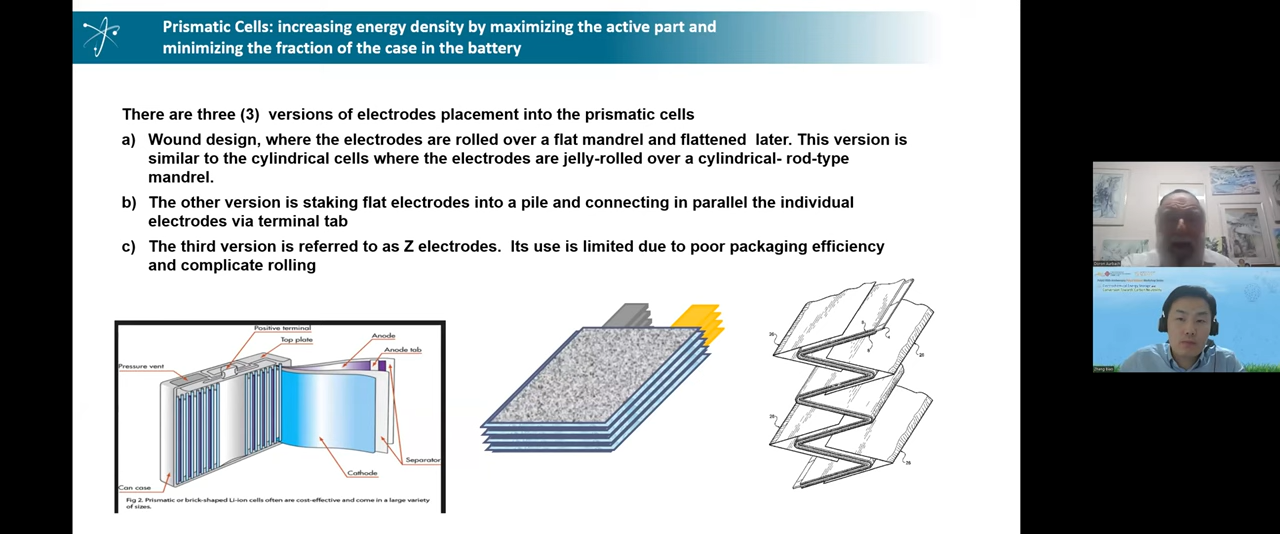 Prismatic Cells: increasing energy density by maximizing the active part and
minimizing the fraction of the case in the battery
There are three (3) versions of electrodes placement into the prismatic cells
a) Wound design, where the electrodes are rolled over a flat mandrel and flattened later. This version is
similar to the cylindrical cells where the electrodes are jelly-rolled over a cylindrical- rod-type
mandrel.
b) The other version is staking flat electrodes into a pile and connecting in parallel the individual
electrodes via terminal tab
c) The third version is referred to as Z electrodes. Its use is limited due to poor packaging efficiency
and complicate rolling
Positive terminal
Top plate
Anode
Anode tab
Pressure vent
Separator
Cathode
Can case
Fig 2. Prismatic or brick-shaped Li-ion cells often are cost-effective and come in a large variety
of sizes.
Doron Aurbach
Zhang Kan